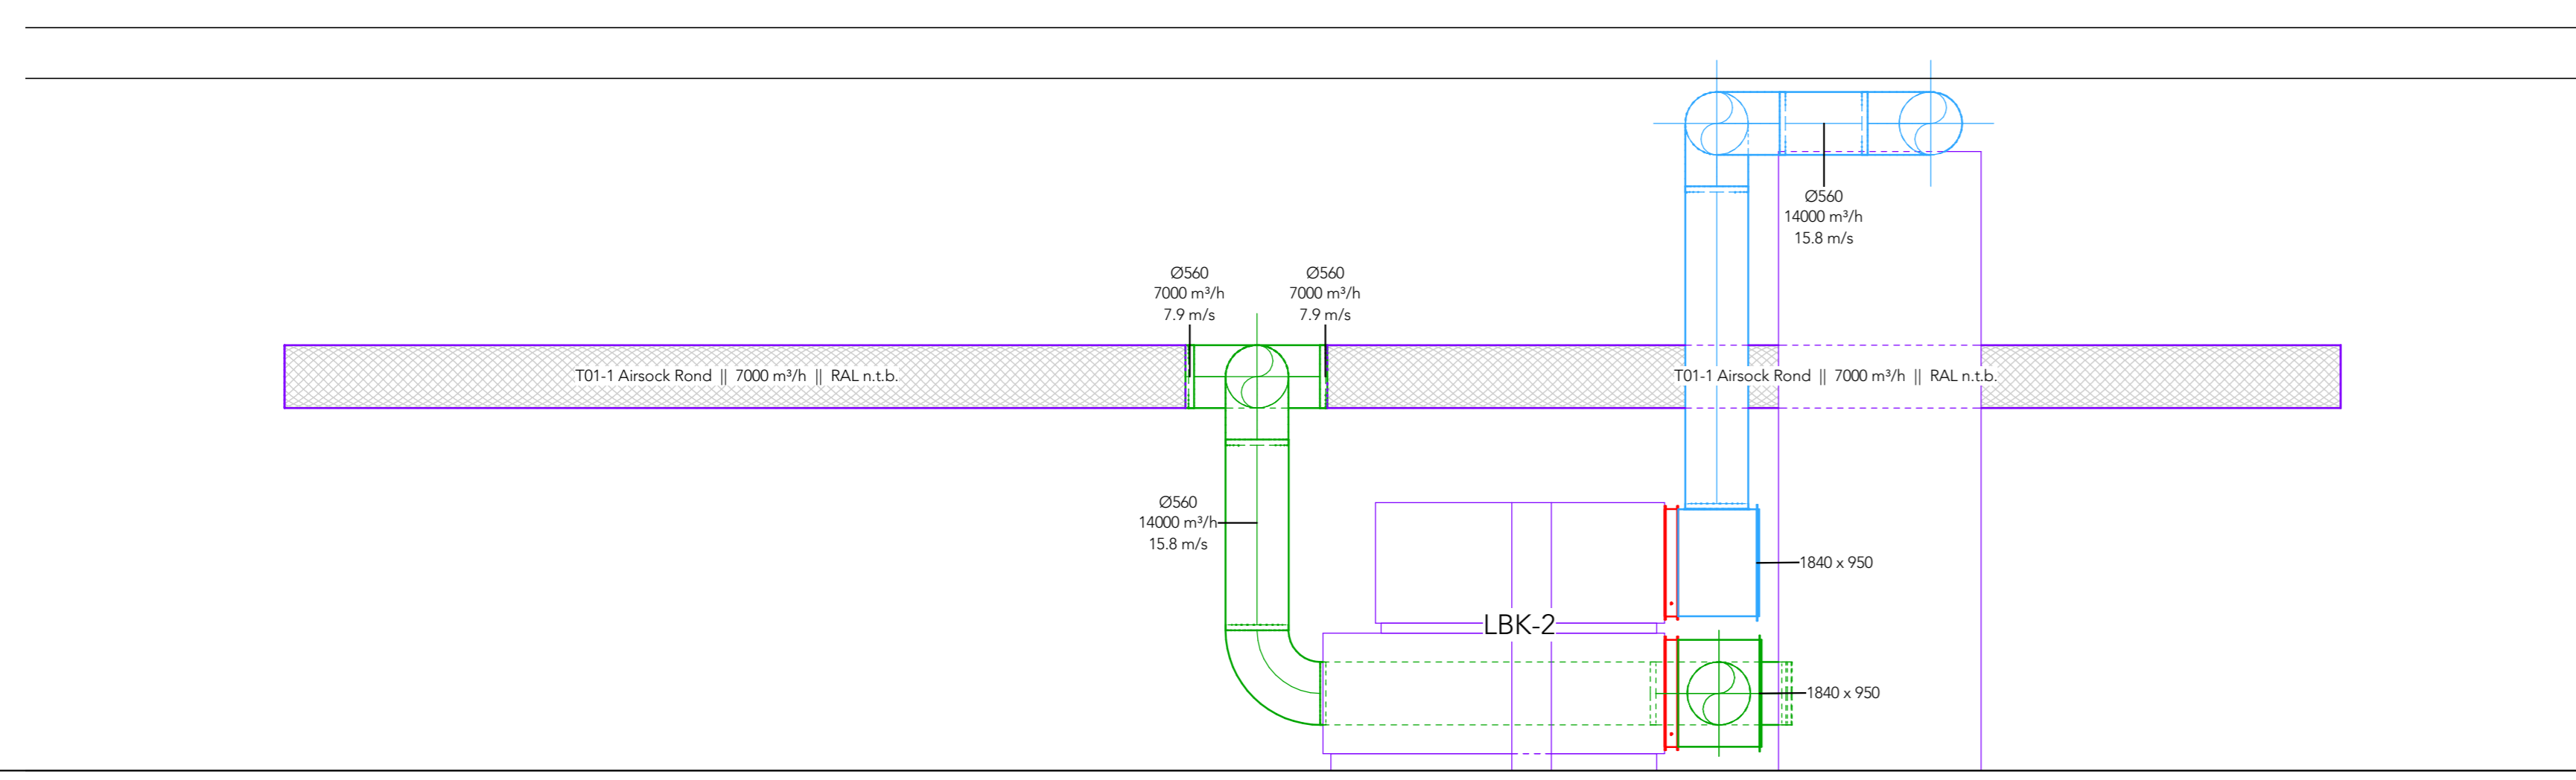 Ø560
14000 m³/h
15.8 m/s
Ø560
7000 m³/h
7.9 m/s
Ø560
7000 m³/h
7.9 m/s
T01-1 Airsock Rond || 7000 m³/h || RAL n.t.b.
T01-1 Airsock Rond || 7000 m³/h || RAL n.t.b.
Ø560
14000 m³/h
15.8 m/s
1840 x 950
LBK-2
1840 x 950